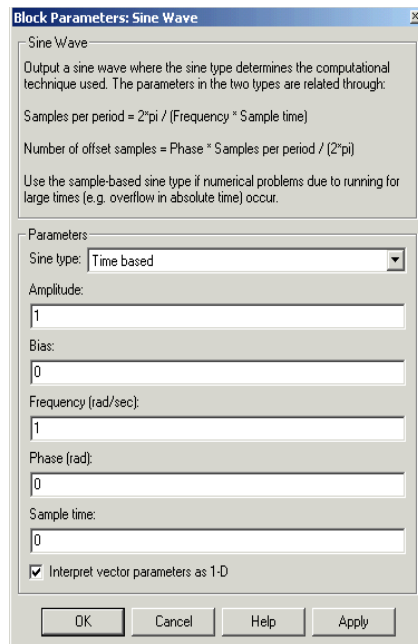 Block Parameters: Sine Wave
Sine Wave
Output a sine wave where the sine type determines the computational
technique used. The parameters in the two types are related through:
Samples per period = 2*pi / (Frequency * Sample time)
Number of offset samples = Phase * Samples per period / (2*pi)
Use the sample-based sine type if numerical problems due to running for
large times (e.g. overflow in absolute time) occur.
Parameters
Sine type: Time based
Amplitude:
1
Bias:
0
Frequency (rad/sec):
1
Phase (rad):
0
Sample time:
0
Interpret vector parameters as 1-D
OK Cancel Help Apply